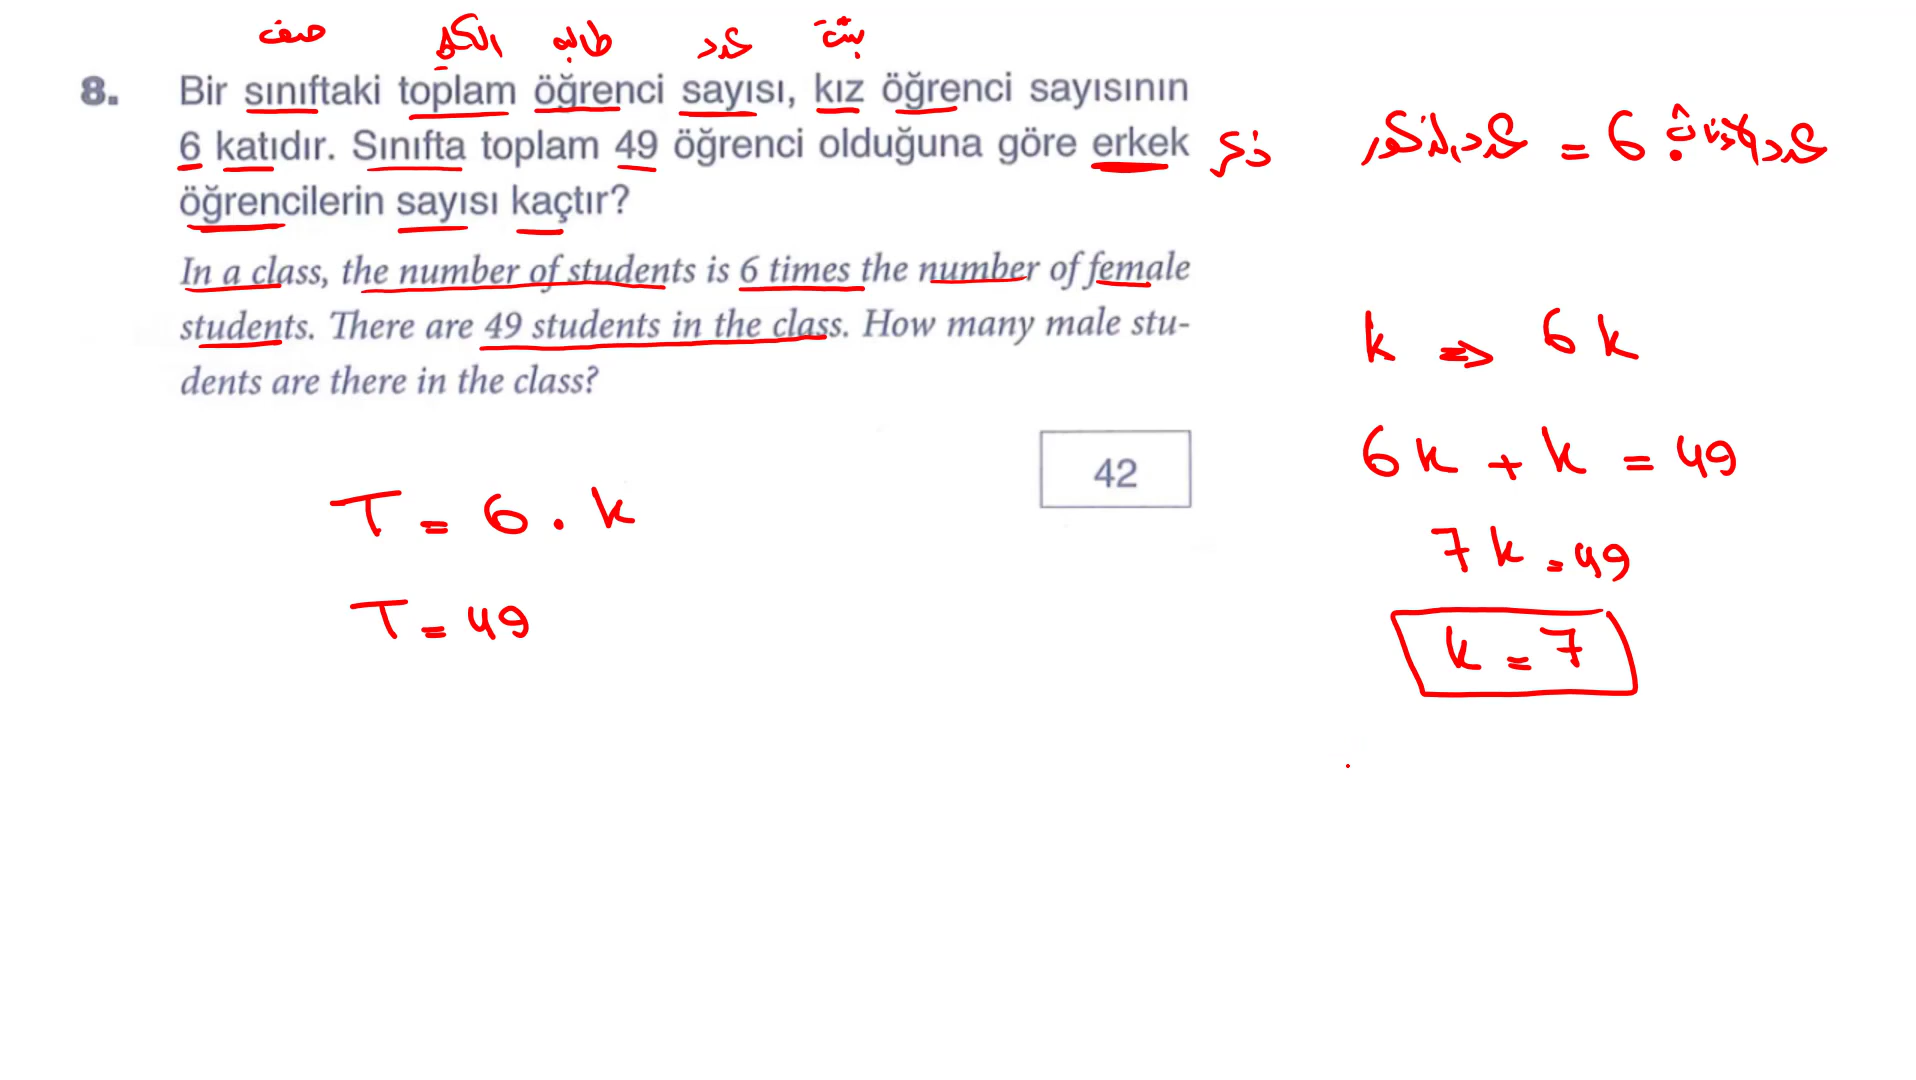 صف الكلي طالب عدد بنت
8. Bir sınıftaki toplam öğrenci sayısı, kız öğrenci sayısının
6 katıdır. Sınıfta toplam 49 öğrenci olduğuna göre erkek ذكر
öğrencilerin sayısı kaçtır?
In a class, the number of students is 6 times the number of female
students. There are 49 students in the class. How many male stu-
dents are there in the class?
42
T = 6 . k
T = 49
عدد الذكور = 6 عدد البنات
k ⇒ 6k
6k + k = 49
7k = 49
k = 7